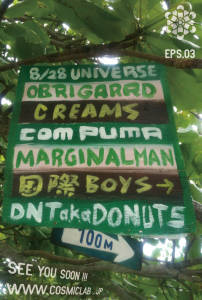 EPS.03
8/28 UNIVERSE
OBRIGARRD
CREAMS
COM PUMA
MARGINALMAN
国際BOYS→
DNTakaDONUTS
100M
SEE YOU SOON !!!
WWW.COSMICLAB.JP